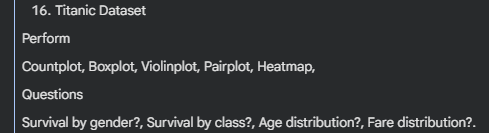 16. Titanic Dataset
Perform
Countplot, Boxplot, Violinplot, Pairplot, Heatmap,
Questions
Survival by gender?, Survival by class?, Age distribution?, Fare distribution?.